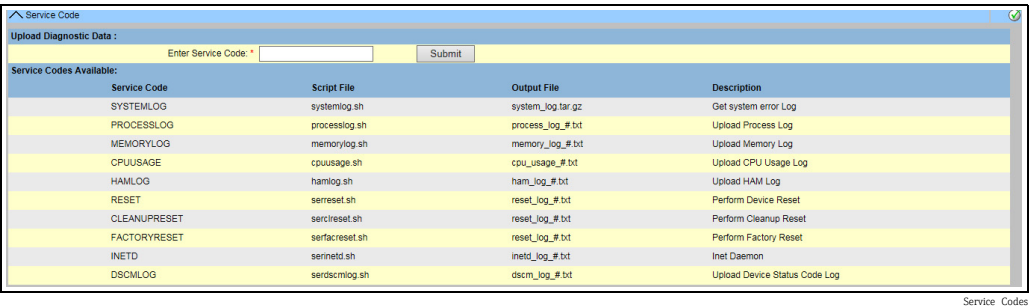 Service Code
Upload Diagnostic Data :
Enter Service Code: * Submit
Service Codes Available:
Service Code Script File Output File Description
SYSTEMLOG systemlog.sh system_log.tar.gz Get system error Log
PROCESSLOG processlog.sh process_log_#.txt Upload Process Log
MEMORYLOG memorylog.sh memory_log_#.txt Upload Memory Log
CPUUSAGE cpuusage.sh cpu_usage_#.txt Upload CPU Usage Log
HAMLOG hamlog.sh ham_log_#.txt Upload HAM Log
RESET serreset.sh reset_log_#.txt Perform Device Reset
CLEANUPRESET serclreset.sh reset_log_#.txt Perform Cleanup Reset
FACTORYRESET serfacreset.sh reset_log_#.txt Perform Factory Reset
INETD serinetd.sh inetd_log_#.txt Inet Daemon
DSCMLOG serdscmlog.sh dscm_log_#.txt Upload Device Status Code Log
Service Codes